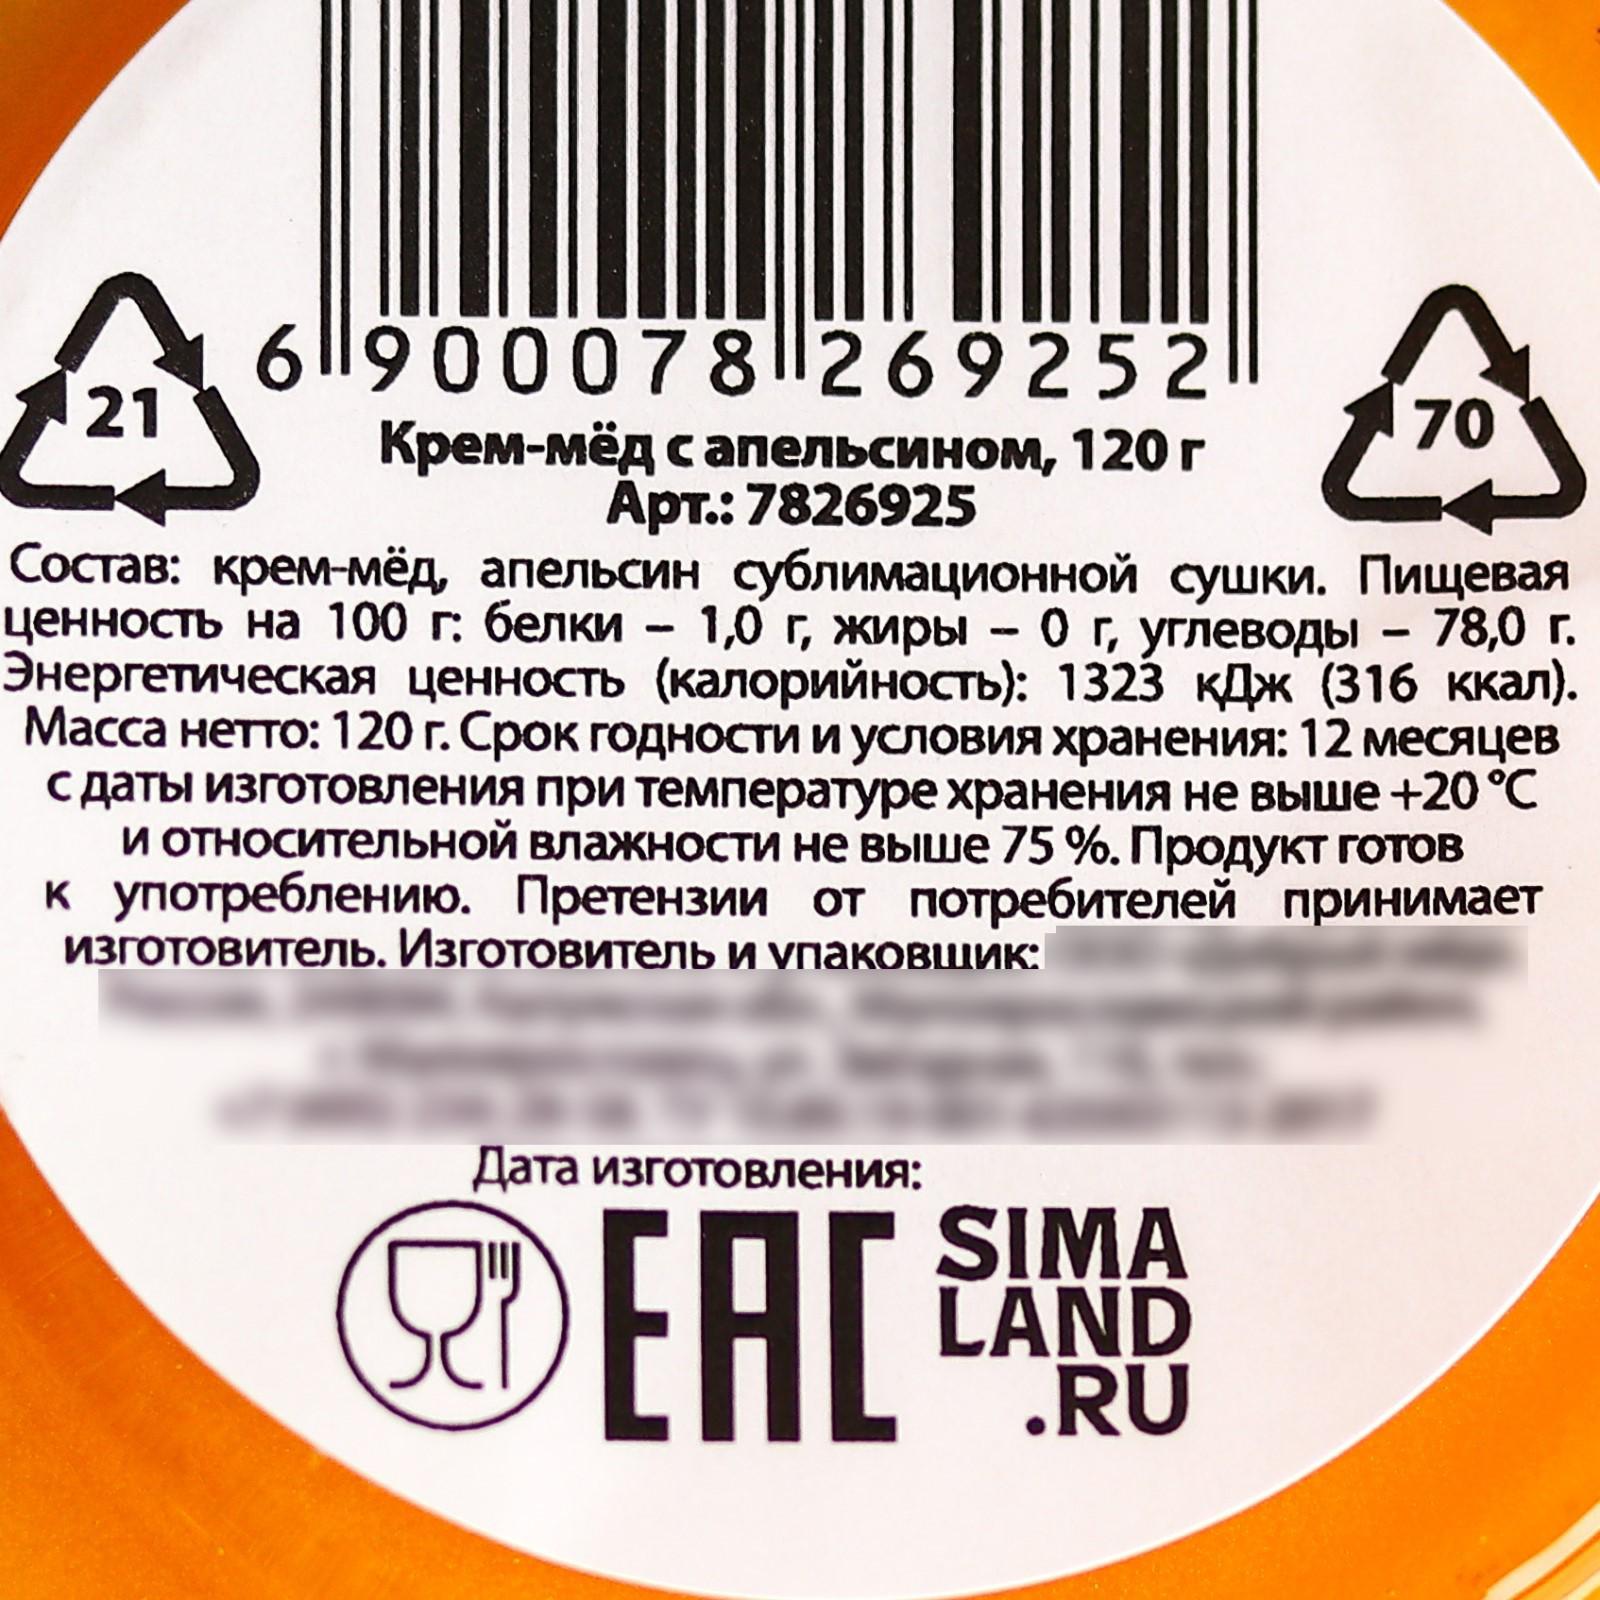 6 900078 269252
21
70
Крем-мёд с апельсином, 120 г
Арт.: 7826925
Состав: крем-мёд, апельсин сублимационной сушки. Пищевая
ценность на 100 г: белки – 1,0 г, жиры – 0 г, углеводы – 78,0 г.
Энергетическая ценность (калорийность): 1323 кДж (316 ккал).
Масса нетто: 120 г. Срок годности и условия хранения: 12 месяцев
с даты изготовления при температуре хранения не выше +20 °C
и относительной влажности не выше 75 %. Продукт готов
к употреблению. Претензии от потребителей принимает
изготовитель. Изготовитель и упаковщик:
Дата изготовления:
EAC
SIMA
LAND
.RU